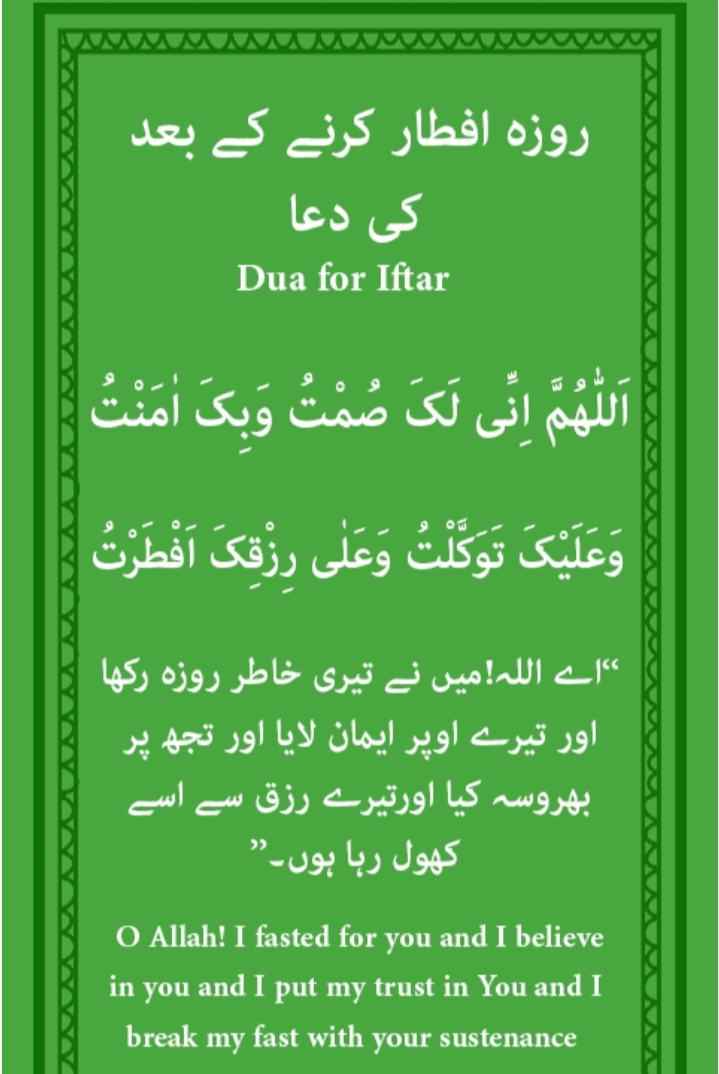 روزہ افطار کرنے کے بعد
کی دعا
Dua for Iftar
اَللّٰهُمَّ اِنِّی لَکَ صُمْتُ وَبِکَ اٰمَنْتُ
وَعَلَيْکَ تَوَکَّلْتُ وَعَلٰی رِزْقِکَ اَفْطَرْتُ
“اے اللہ!میں نے تیری خاطر روزہ رکھا
اور تیرے اوپر ایمان لایا اور تجھ پر
بھروسہ کیا اورتیرے رزق سے اسے
کھول رہا ہوں۔”
O Allah! I fasted for you and I believe
in you and I put my trust in You and I
break my fast with your sustenance